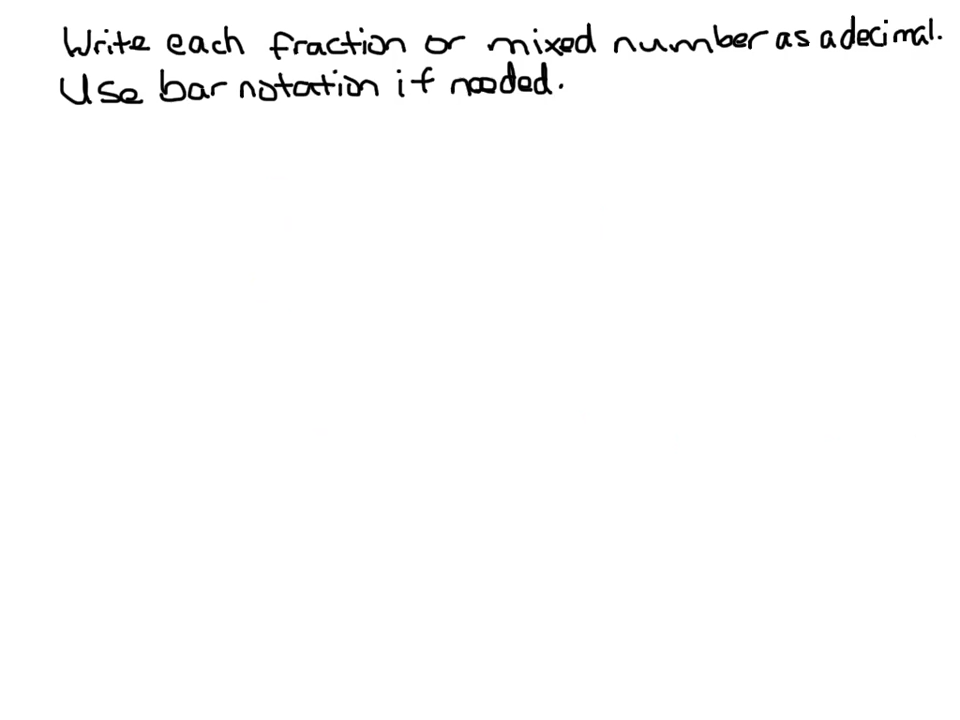 Write each fraction or mixed number as a decimal.
Use bar notation if needed.